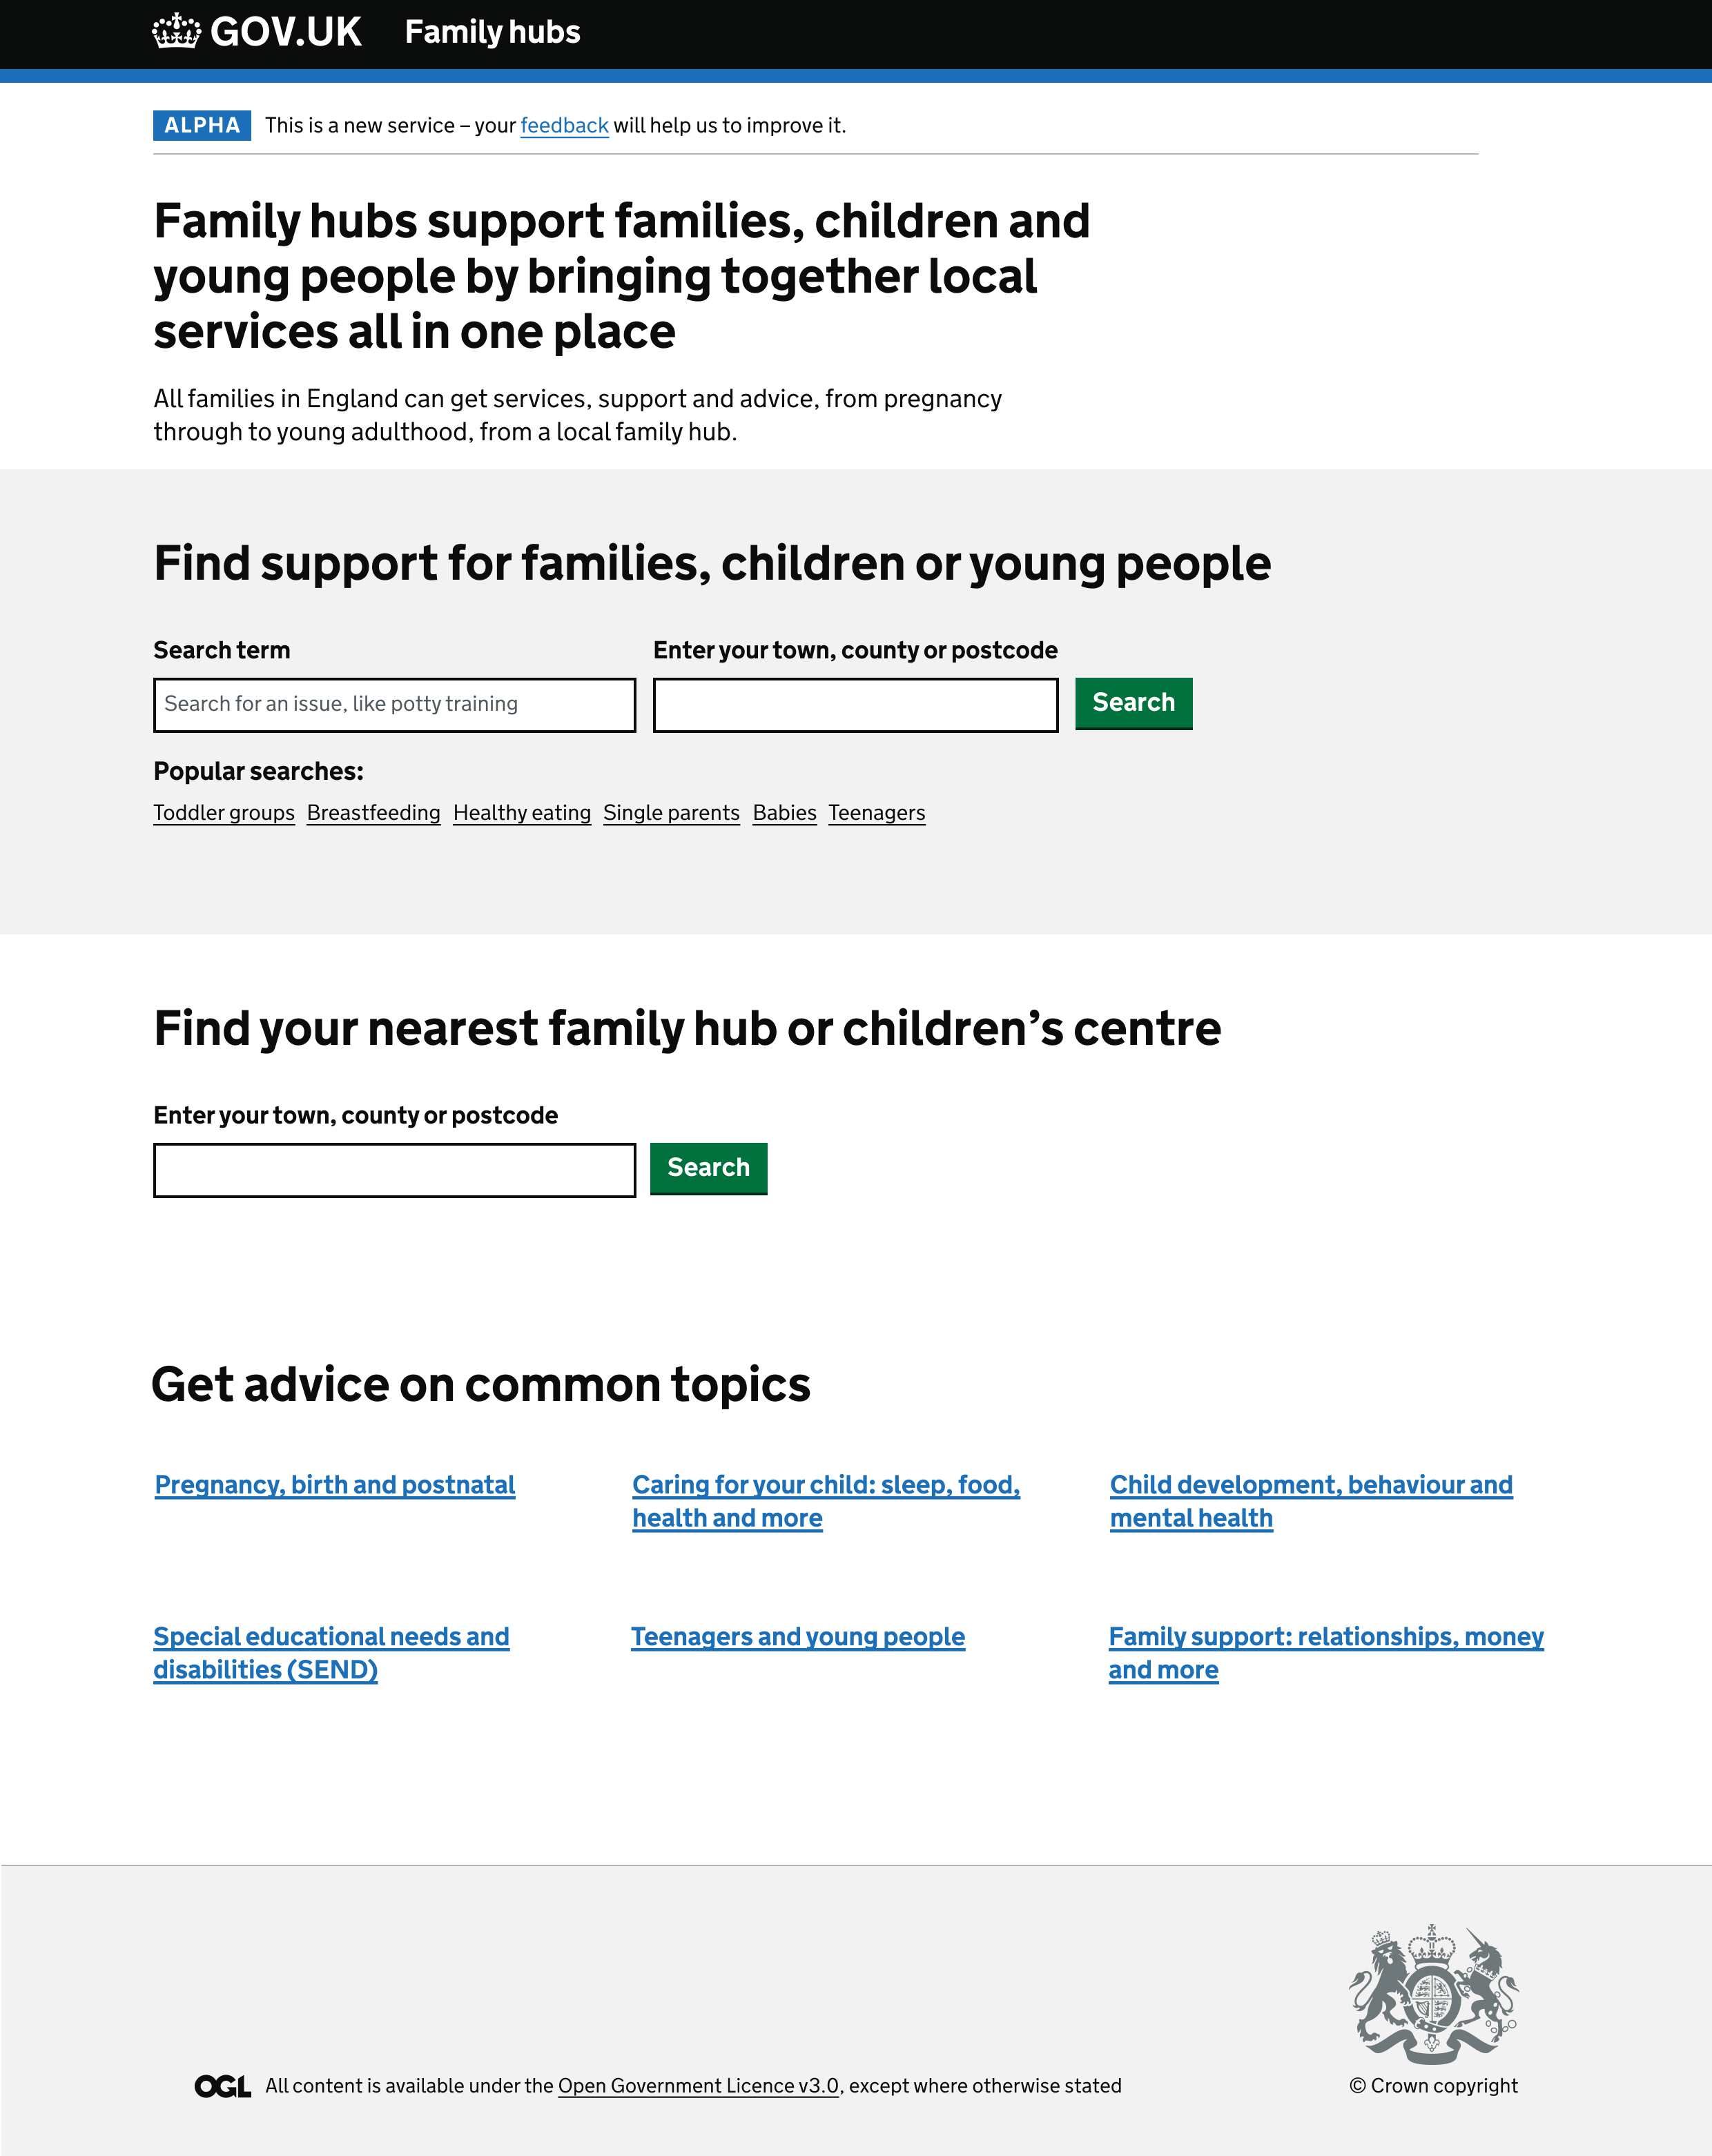 GOV.UK Family hubs
ALPHA This is a new service – your feedback will help us to improve it.
Family hubs support families, children and
young people by bringing together local
services all in one place
All families in England can get services, support and advice, from pregnancy
through to young adulthood, from a local family hub.
Find support for families, children or young people
Search term
Enter your town, county or postcode
Search for an issue, like potty training
Search
Popular searches:
Toddler groups Breastfeeding Healthy eating Single parents Babies Teenagers
Find your nearest family hub or children’s centre
Enter your town, county or postcode
Search
Get advice on common topics
Pregnancy, birth and postnatal
Caring for your child: sleep, food,
health and more
Child development, behaviour and
mental health
Special educational needs and
disabilities (SEND)
Teenagers and young people
Family support: relationships, money
and more
OGL All content is available under the Open Government Licence v3.0, except where otherwise stated
© Crown copyright